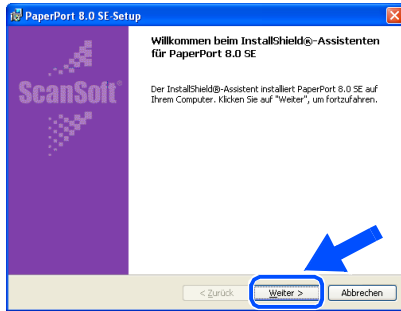 PaperPort 8.0 SE-Setup
Willkommen beim InstallShield®-Assistenten
für PaperPort 8.0 SE
ScanSoft®
Der InstallShield®-Assistent installiert PaperPort 8.0 SE auf
Ihrem Computer. Klicken Sie auf "Weiter", um fortzufahren.
< Zurück
Weiter >
Abbrechen